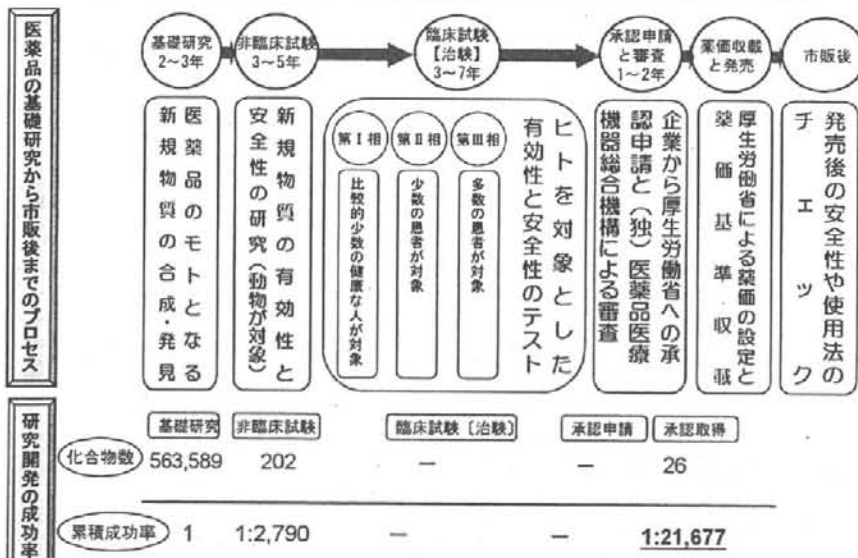 医薬品の基礎研究から市販後までのプロセス
基礎研究
2〜3年
非臨床試験
3〜5年
臨床試験
【治験】
3〜7年
承認申請
と審査
1〜2年
薬価収載
と発売
市販後
医薬品のモトとなる
新規物質の合成・発見
新規物質の有効性と
安全性の研究(動物が対象)
第Ⅰ相
比較的少数の健康な人が対象
第Ⅱ相
少数の患者が対象
第Ⅲ相
多数の患者が対象
ヒトを対象とした
有効性と安全性のテスト
企業から厚生労働省への承
認申請と(独)医薬品医療
機器総合機構による審査
厚生労働省による薬価の設定と
薬価基準収載
発売後の安全性や使用法の
チェック
研究開発の成功率
基礎研究 非臨床試験 臨床試験〔治験〕 承認申請 承認取得
化合物数 563,589 202 － － 26
累積成功率 1 1:2,790 － － 1:21,677